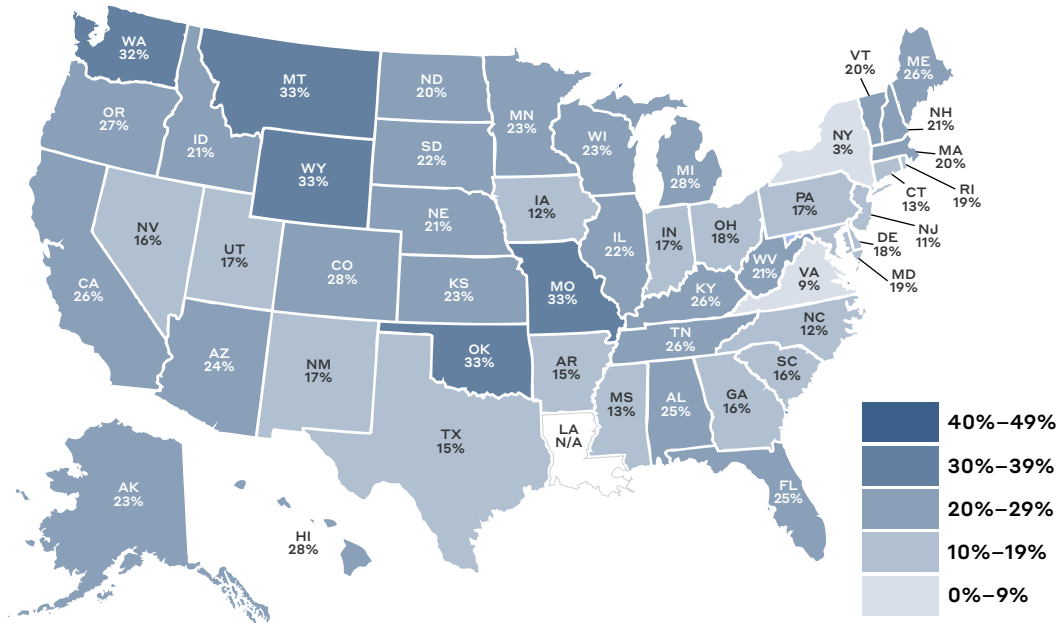 WA
32%
MT
33%
ND
20%
MN
23%
VT
20%
ME
26%
OR
27%
ID
21%
WY
33%
SD
22%
WI
23%
MI
28%
NY
3%
NH
21%
MA
20%
RI
19%
CT
13%
NJ
11%
DE
18%
MD
19%
NV
16%
UT
17%
CO
28%
NE
21%
IA
12%
IL
22%
IN
17%
OH
18%
PA
17%
WV
21%
VA
9%
CA
26%
KS
23%
MO
33%
KY
26%
NC
12%
AZ
24%
NM
17%
OK
33%
AR
15%
TN
26%
SC
16%
TX
15%
LA
N/A
MS
13%
AL
25%
GA
16%
FL
25%
AK
23%
HI
28%
40%–49%
30%–39%
20%–29%
10%–19%
0%–9%